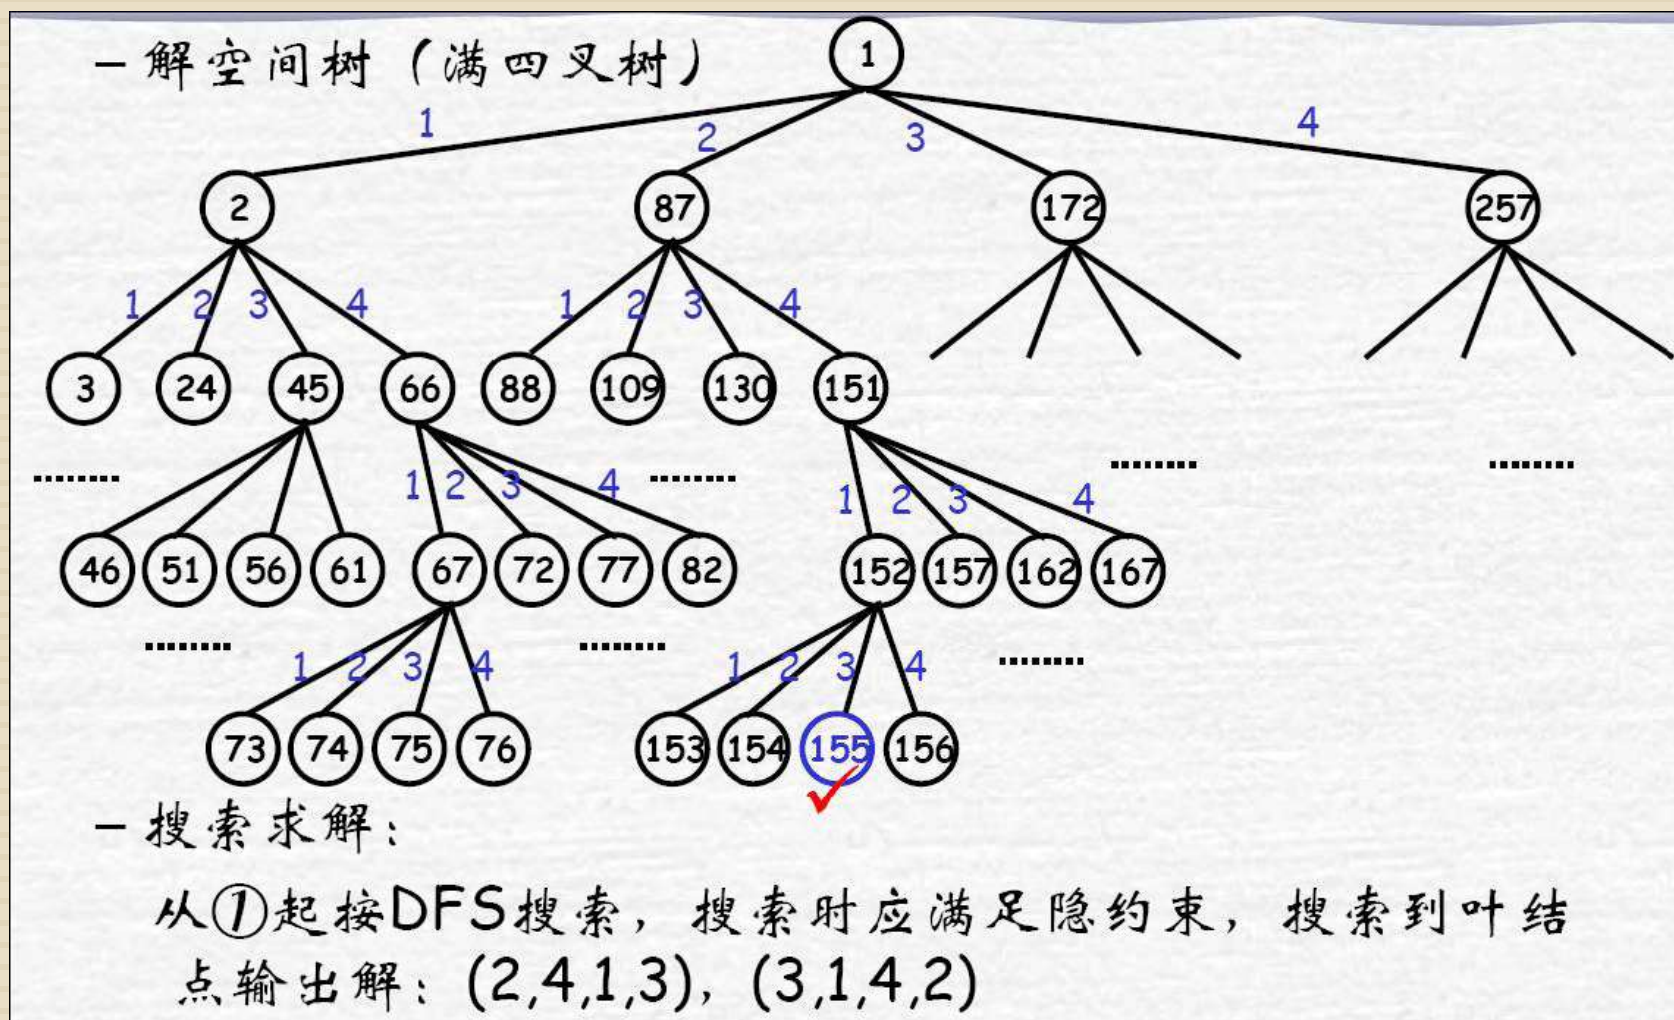 – 解空间树（满四叉树）
1
1 2 3 4
2 87 172 257
1 2 3 4 1 2 3 4
3 24 45 66 88 109 130 151
........ 1 2 3 4 ........ 1 2 3 4 ........ ........
46 51 56 61 67 72 77 82 152 157 162 167
........ 1 2 3 4 ........ 1 2 3 4 ........
73 74 75 76 153 154 155 156
– 搜索求解：
从①起按DFS搜索，搜索时应满足隐约束，搜索到叶结
点输出解：(2,4,1,3)，(3,1,4,2)